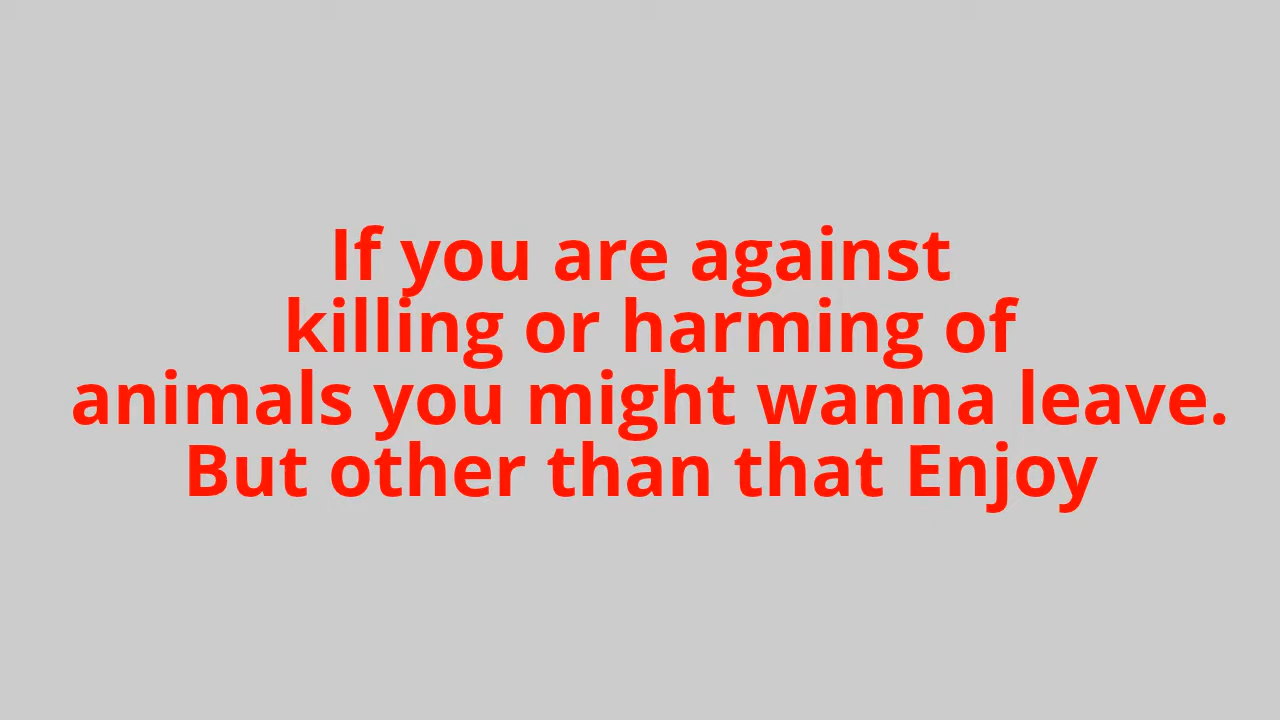 If you are against
killing or harming of
animals you might wanna leave.
But other than that Enjoy